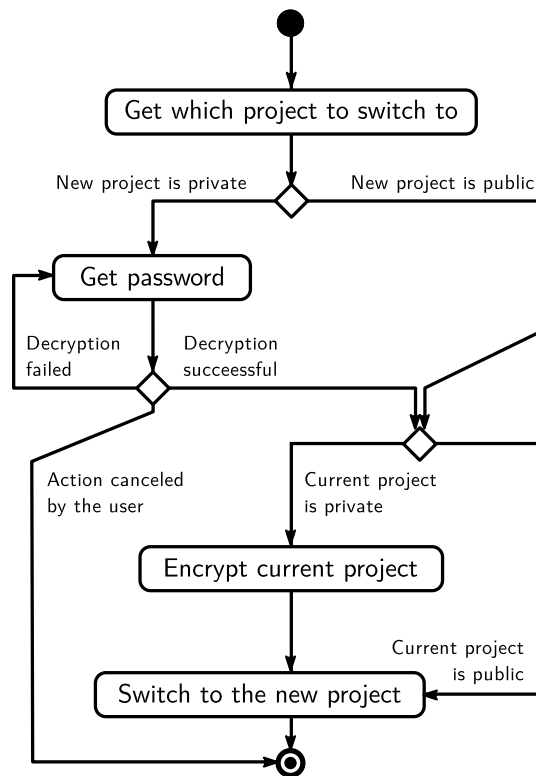 Get which project to switch to
New project is private
New project is public
Get password
Decryption
failed
Decryption
succeessful
Action canceled
by the user
Current project
is private
Encrypt current project
Current project
is public
Switch to the new project